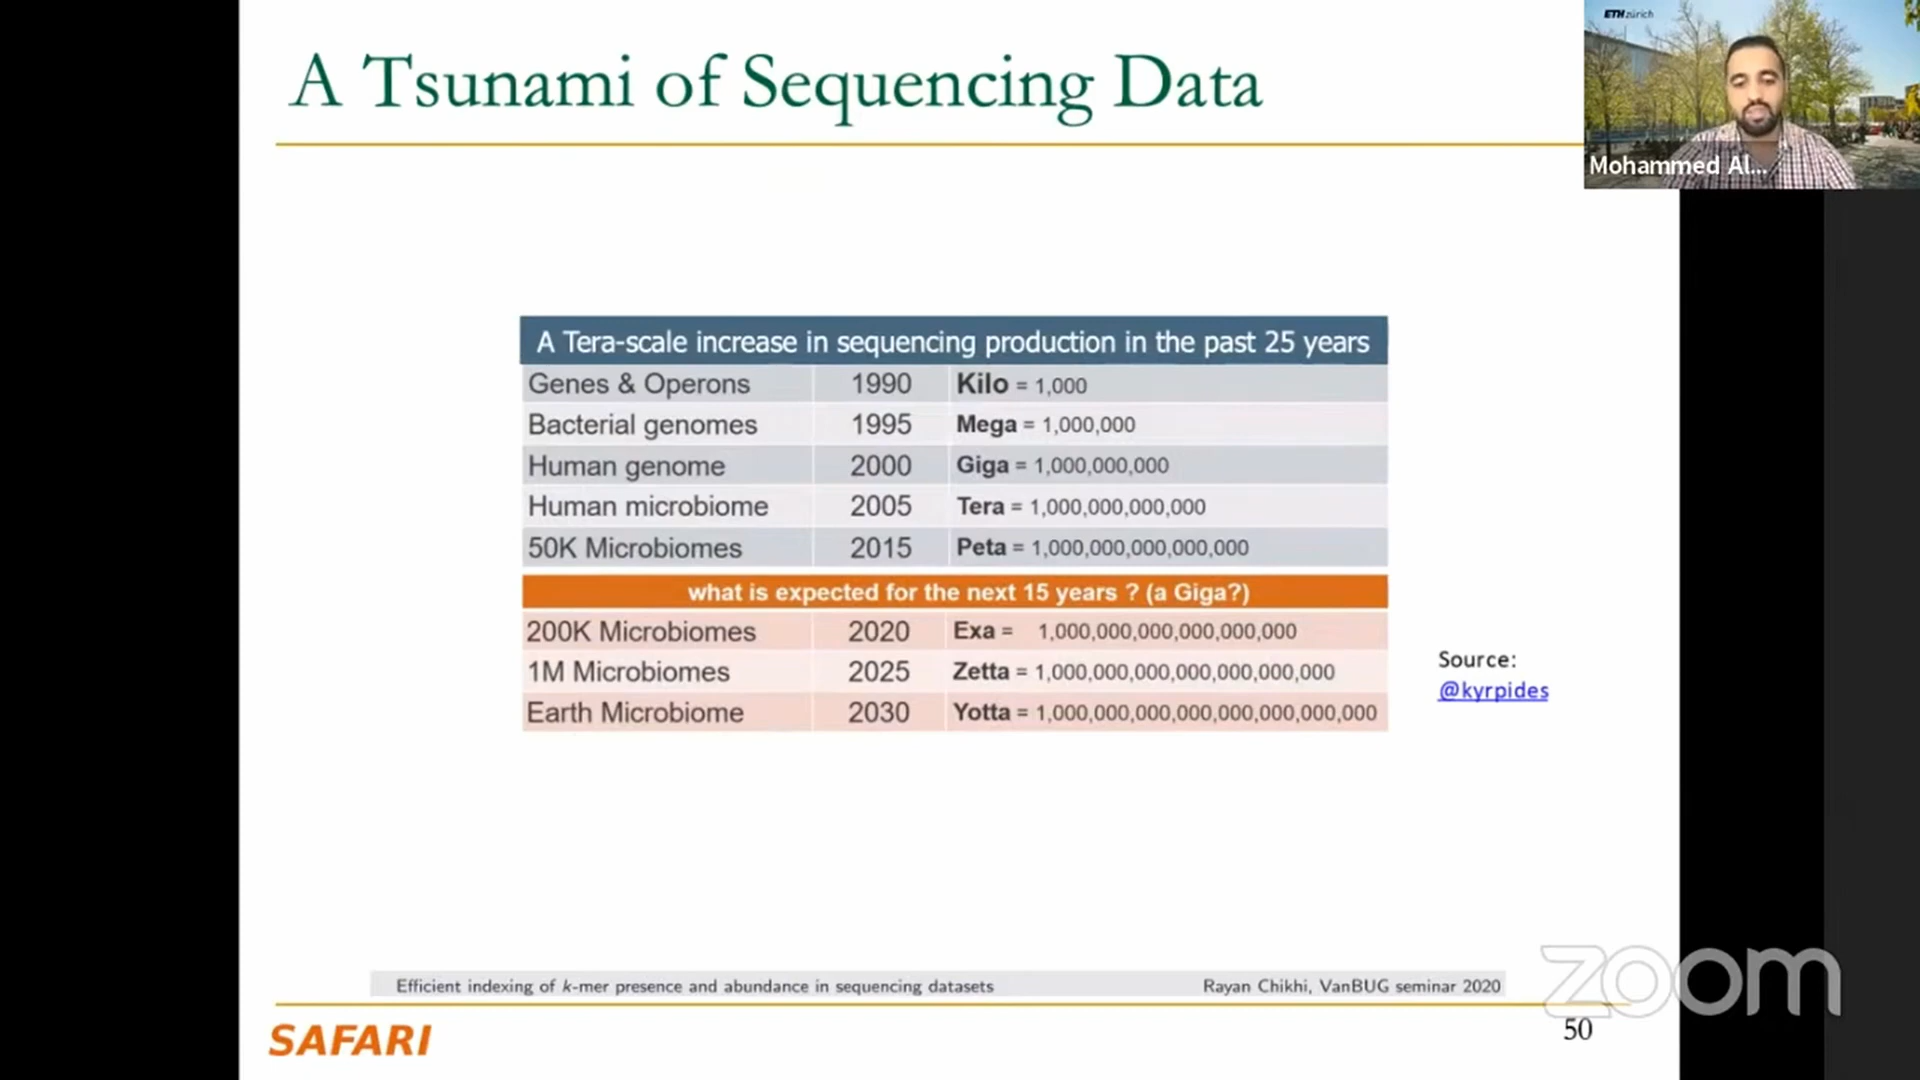 A Tsunami of Sequencing Data
ETH zürich
Mohammed Al...
A Tera-scale increase in sequencing production in the past 25 years
Genes & Operons 1990 Kilo = 1,000
Bacterial genomes 1995 Mega = 1,000,000
Human genome 2000 Giga = 1,000,000,000
Human microbiome 2005 Tera = 1,000,000,000,000
50K Microbiomes 2015 Peta = 1,000,000,000,000,000
what is expected for the next 15 years ? (a Giga?)
200K Microbiomes 2020 Exa = 1,000,000,000,000,000,000
1M Microbiomes 2025 Zetta = 1,000,000,000,000,000,000,000
Earth Microbiome 2030 Yotta = 1,000,000,000,000,000,000,000,000
Source:
@kyrpides
Efficient indexing of k-mer presence and abundance in sequencing datasets Rayan Chikhi, VanBUG seminar 2020
zoom
SAFARI
50